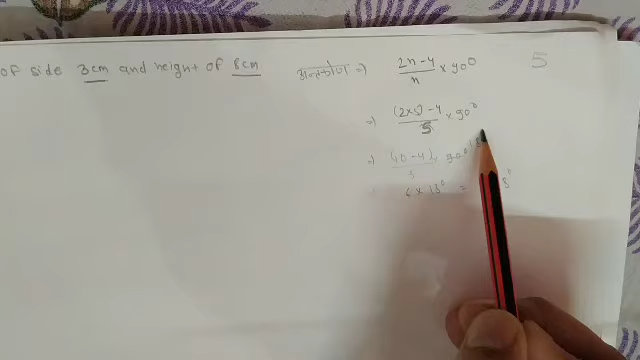 of side 3cm and height of 8cm
अन्तःकोण ⇒ 2n-4/n × 90° 5
⇒ (2×5)-4/5 × 90°
⇒ (10-4)/5 × 90°
6 × 18° =